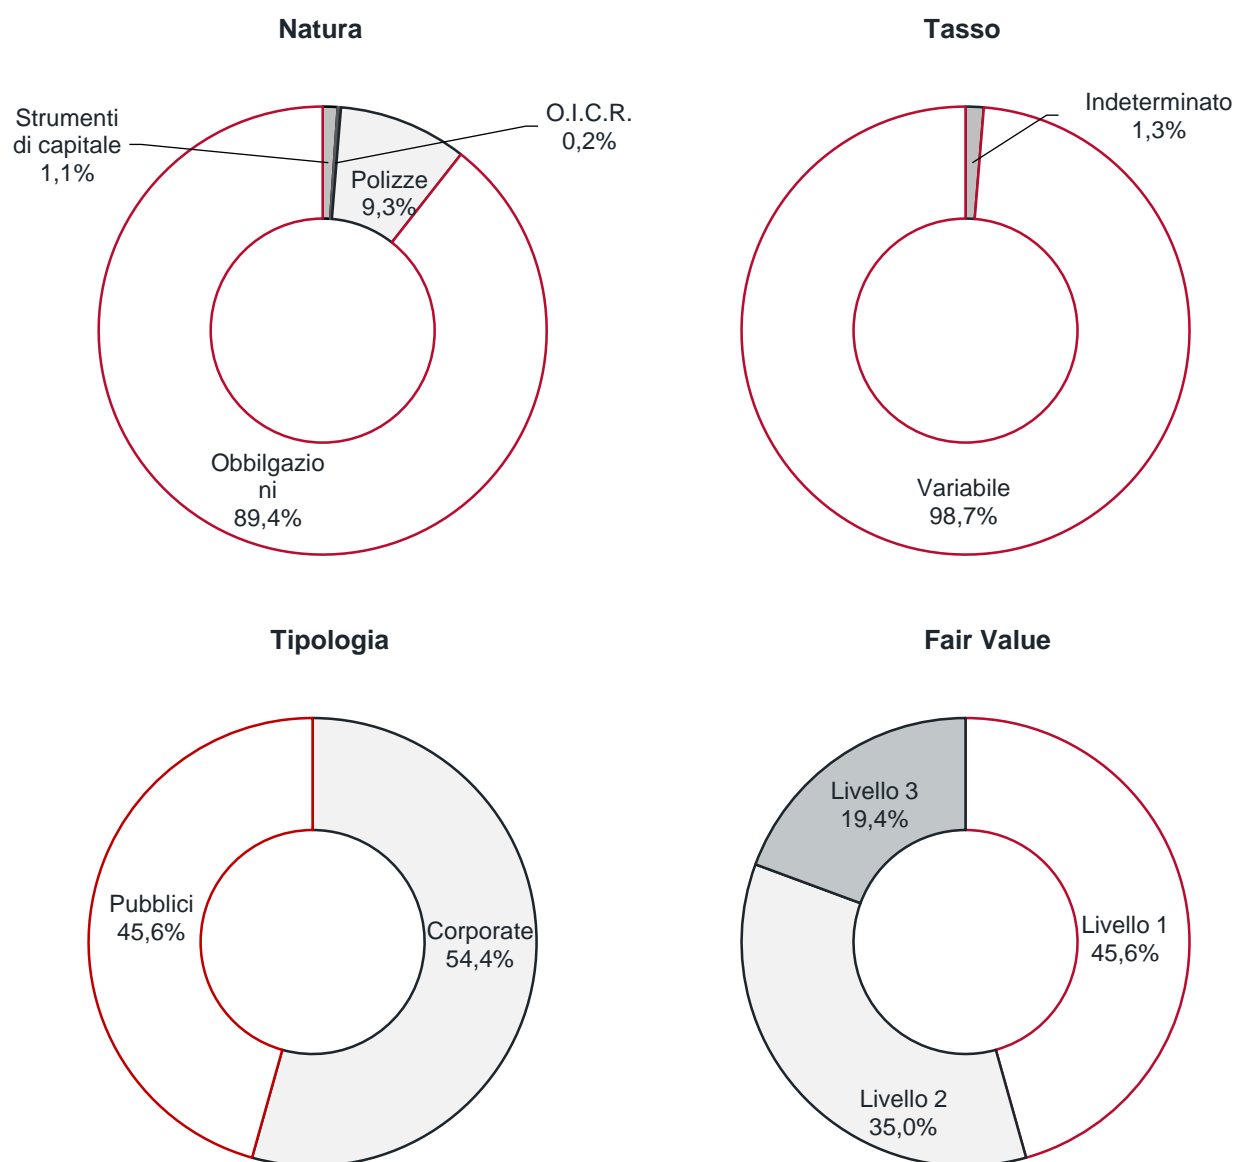 Natura
Strumenti
di capitale
1,1%
O.I.C.R.
0,2%
Polizze
9,3%
Obbilgazio
ni
89,4%
Tasso
Indeterminato
1,3%
Variabile
98,7%
Tipologia
Pubblici
45,6%
Corporate
54,4%
Fair Value
Livello 3
19,4%
Livello 1
45,6%
Livello 2
35,0%